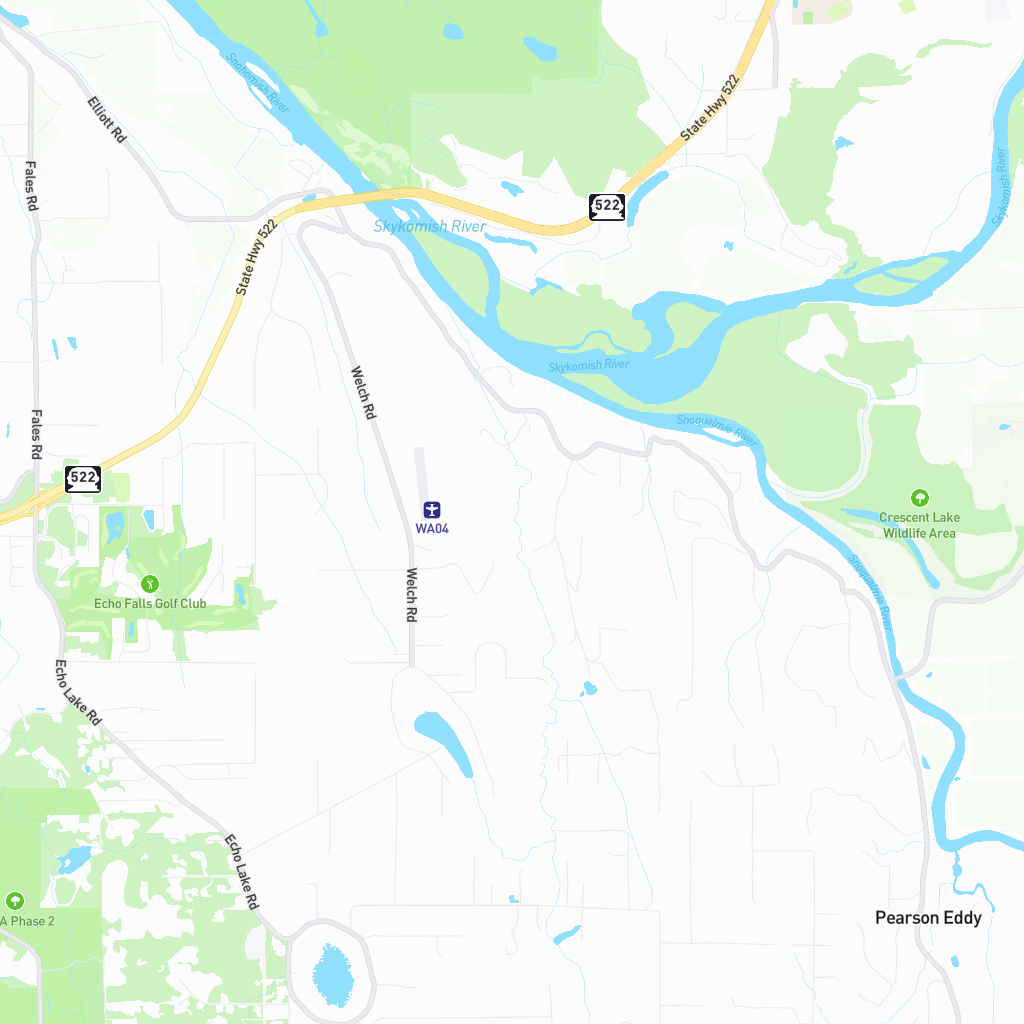 Snohomish River
Elliott Rd
State Hwy 522
Fales Rd
522
Skykomish River
Skykomish River
State Hwy 522
Skykomish River
Welch Rd
Fales Rd
Snoqualmie River
522
WA04
Crescent Lake
Wildlife Area
Echo Falls Golf Club
Welch Rd
Snoqualmie River
Echo Lake Rd
Echo Lake Rd
A Phase 2
Pearson Eddy